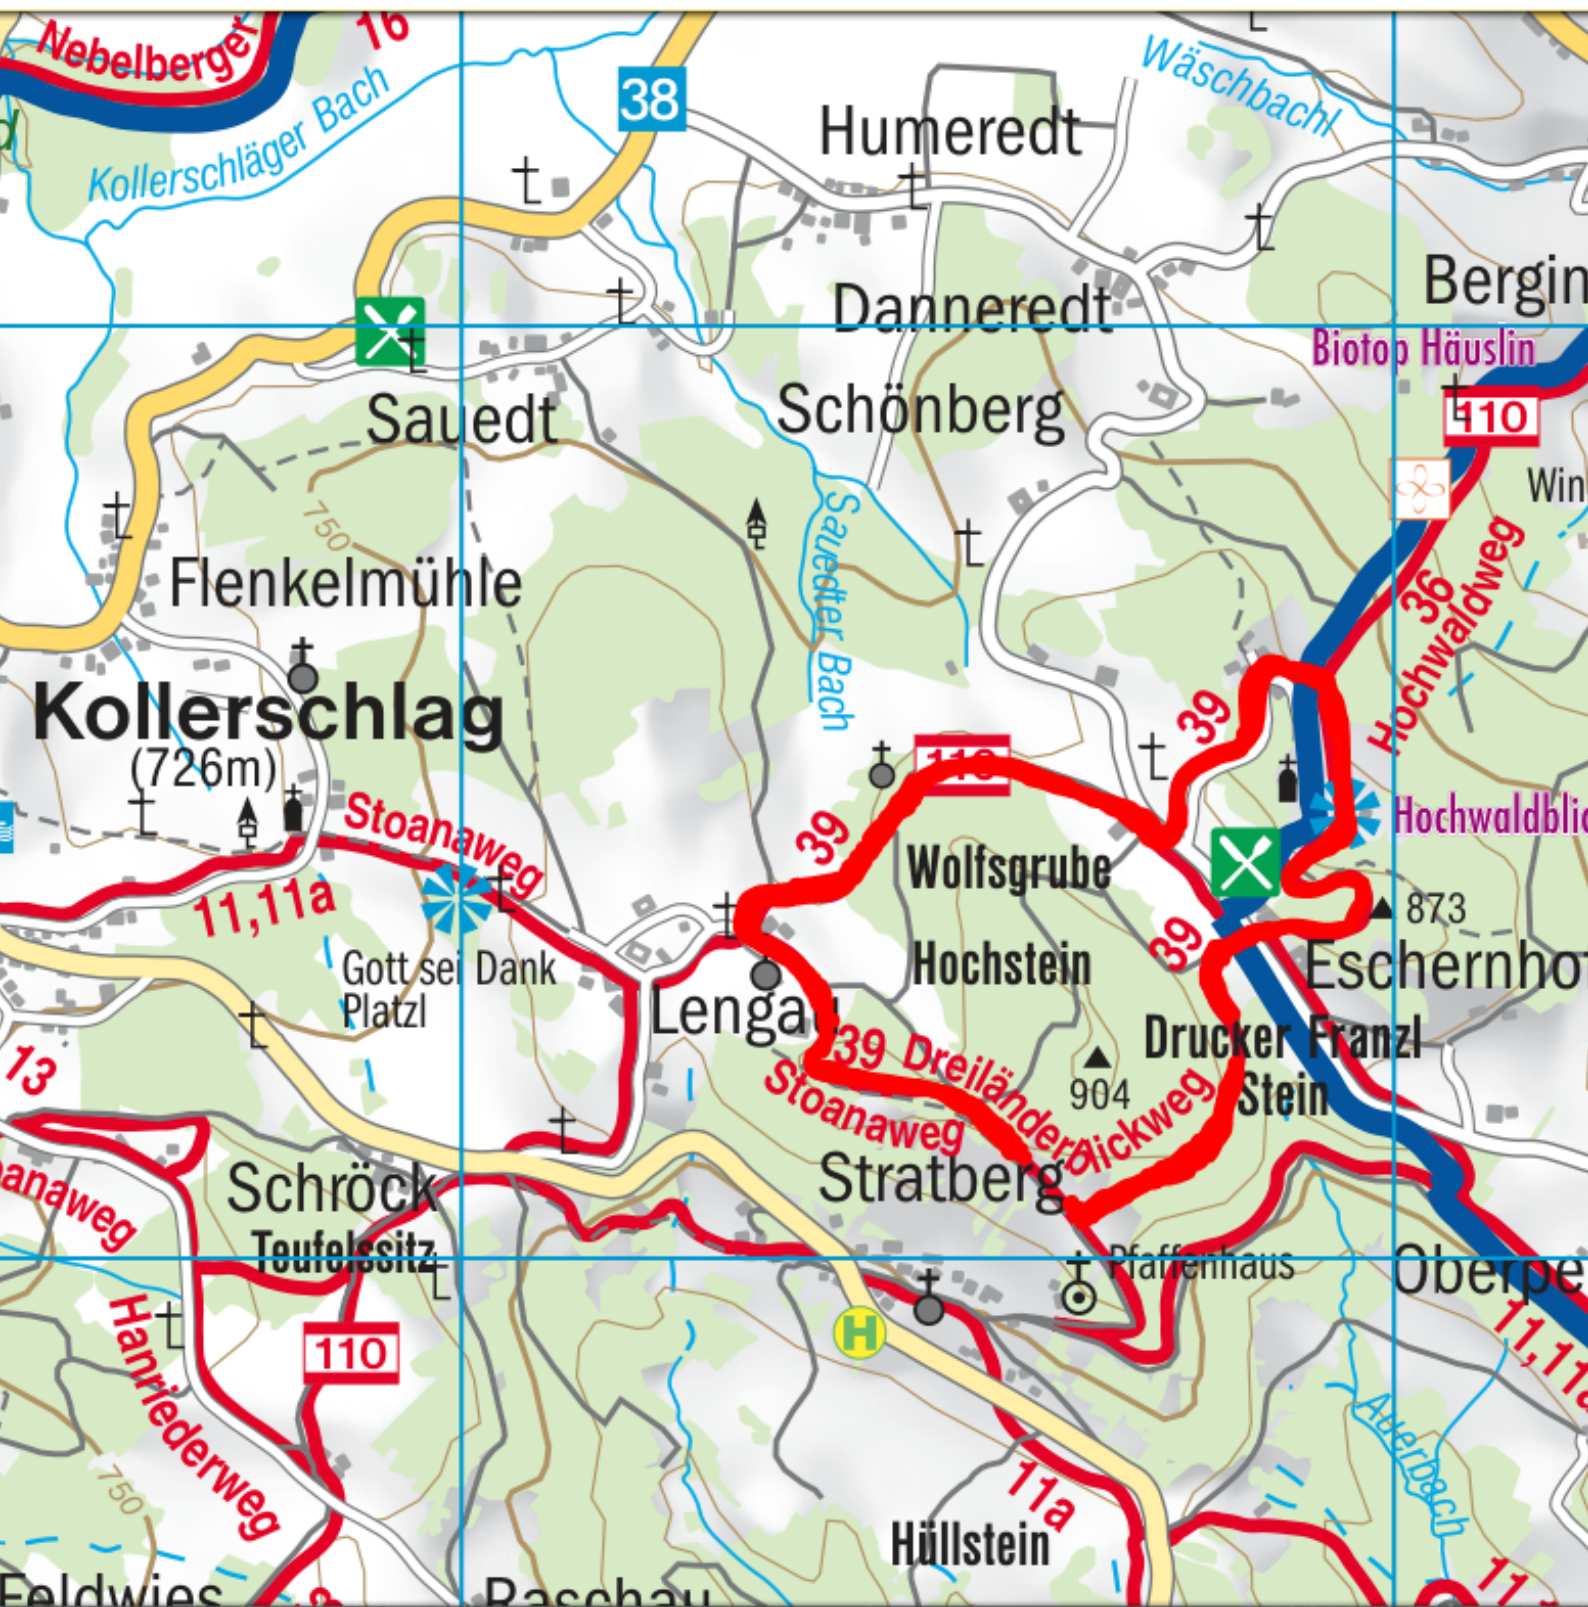 Nebelberger
16
Kollerschläger Bach
38
Humeredt
Wäschbachl
Danneredt
Bergin
Biotop Häuslin
110
Sauedt
Schönberg
Win
750
Sauedter Bach
36
Hochwaldweg
Flenkelmühle
Kollerschlag
(726m)
39
110
Stoanaweg
39
Hochwaldblic
11,11a
Wolfsgrube
873
Gott sei Dank
Platzl
Hochstein
39
Eschernhof
Lengau
13
39 Dreiländerblickweg
Stoanaweg
904
Drucker Franzl
Stein
Stratberg
Schröck
Teufelssitz
oanaweg
Pfaffenhaus
Oberpe
H
110
Hanriederweg
11,11a
Auerbach
750
11a
Hüllstein
11
Feldwies
Raschau